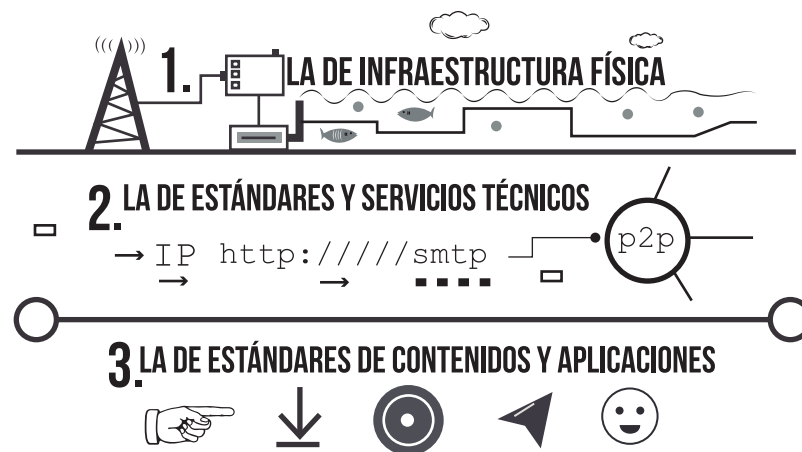 1. LA DE INFRAESTRUCTURA FÍSICA
2. LA DE ESTÁNDARES Y SERVICIOS TÉCNICOS
IP http://///smtp
p2p
3. LA DE ESTÁNDARES DE CONTENIDOS Y APLICACIONES